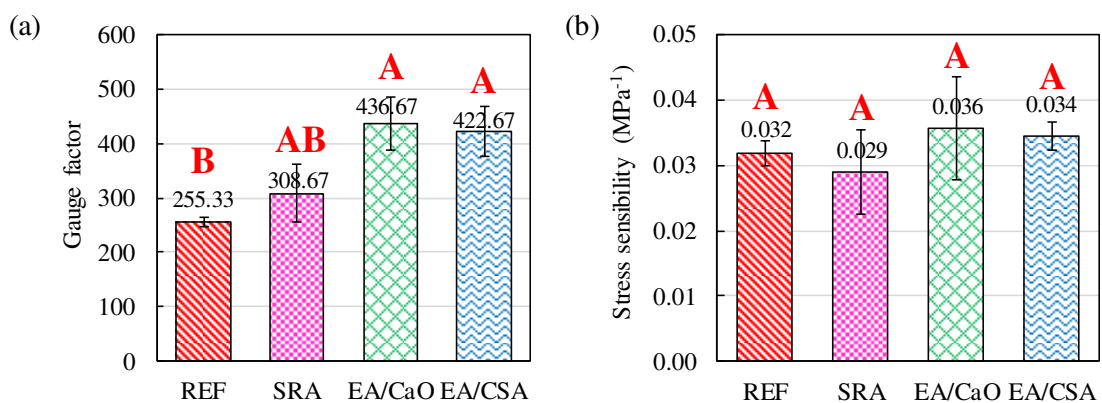 (a)
Gauge factor
600
500
400
300
200
100
0
B
255.33
AB
308.67
A
436.67
A
422.67
REF SRA EA/CaO EA/CSA
(b)
Stress sensibility (MPa⁻¹)
0.05
0.04
0.03
0.02
0.01
0.00
A
0.032
A
0.029
A
0.036
A
0.034
REF SRA EA/CaO EA/CSA